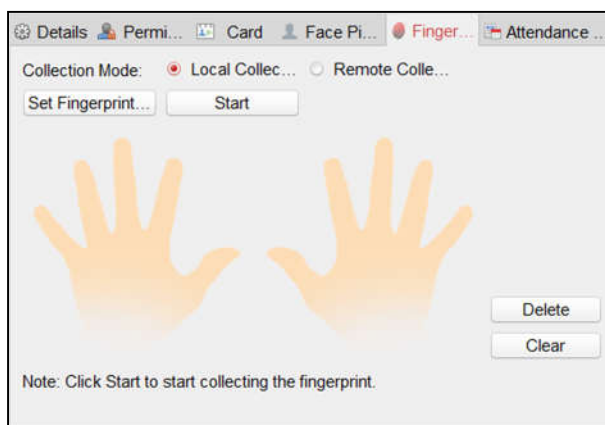 Details Permi... Card Face Pi... Finger... Attendance ..
Collection Mode: Local Collec... Remote Colle...
Set Fingerprint... Start
Delete
Clear
Note: Click Start to start collecting the fingerprint.